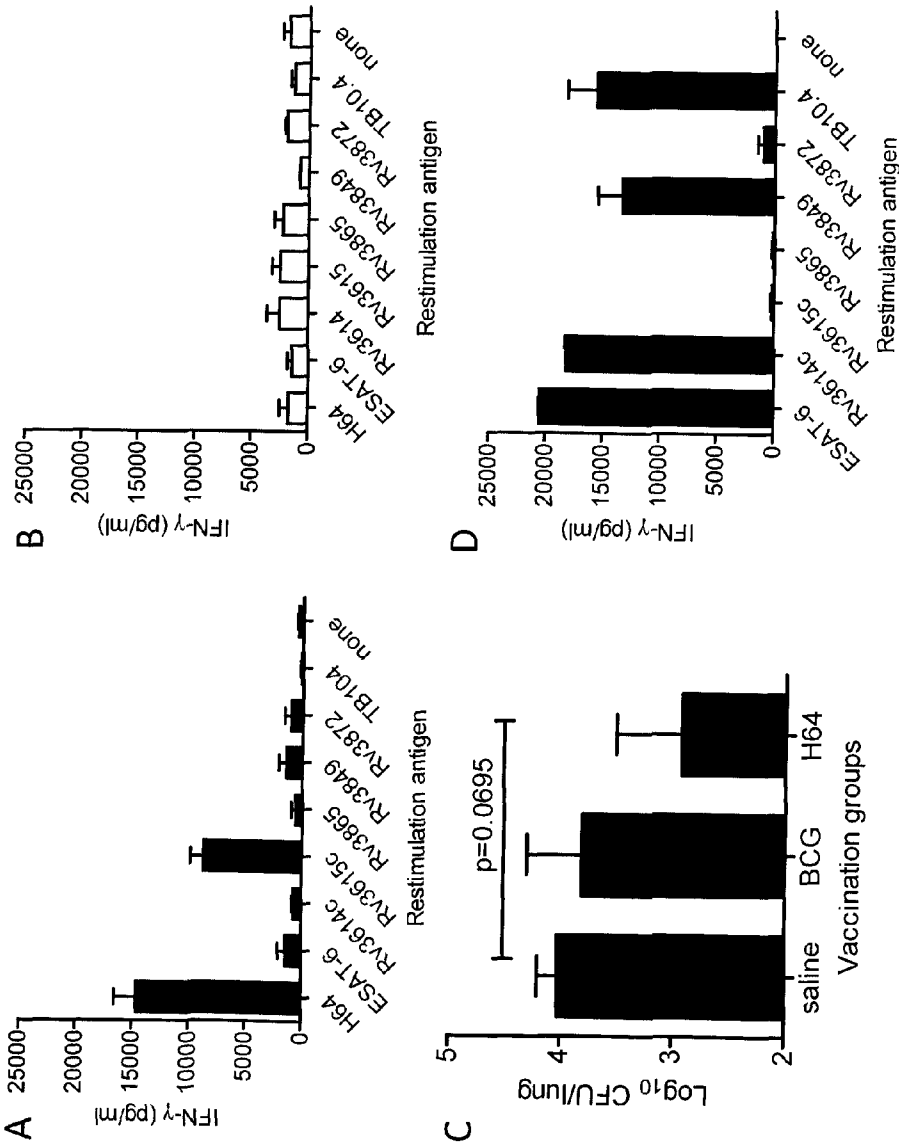 A
25000
20000
15000
10000
5000
0
IFN-γ (pg/ml)
H64
ESAT-6
Rv3614c
Rv3615c
Rv3865
Rv3849
Rv3872
TB104
none
Restimulation antigen
B
25000
20000
15000
10000
5000
0
IFN-γ (pg/ml)
H64
ESAT-6
Rv3614
Rv3615
Rv3865
Rv3849
Rv3872
TB10.4
none
Restimulation antigen
C
5
4
3
2
Log10 CFU/lung
p=0.0695
saline
BCG
H64
Vaccination groups
D
25000
20000
15000
10000
5000
0
IFN-γ (pg/ml)
ESAT-6
Rv3614c
Rv3615c
Rv3865
Rv3849
Rv3872
TB10.4
none
Restimulation antigen